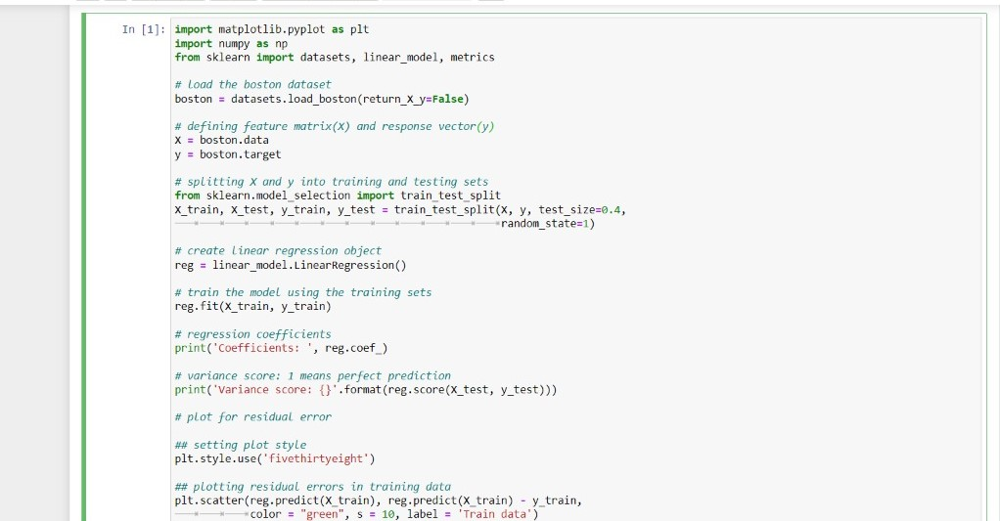 In [1]: import matplotlib.pyplot as plt
import numpy as np
from sklearn import datasets, linear_model, metrics
# load the boston dataset
boston = datasets.load_boston(return_X_y=False)
# defining feature matrix(X) and response vector(y)
X = boston.data
y = boston.target
# splitting X and y into training and testing sets
from sklearn.model_selection import train_test_split
X_train, X_test, y_train, y_test = train_test_split(X, y, test_size=0.4,
random_state=1)
# create linear regression object
reg = linear_model.LinearRegression()
# train the model using the training sets
reg.fit(X_train, y_train)
# regression coefficients
print('Coefficients: ', reg.coef_)
# variance score: 1 means perfect prediction
print('Variance score: {}'.format(reg.score(X_test, y_test)))
# plot for residual error
## setting plot style
plt.style.use('fivethirtyeight')
## plotting residual errors in training data
plt.scatter(reg.predict(X_train), reg.predict(X_train) - y_train,
color = "green", s = 10, label = 'Train data')